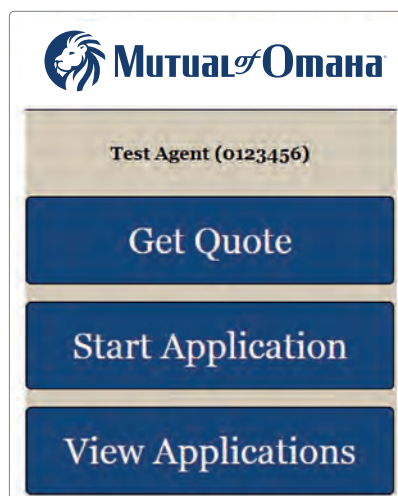 Mutual of Omaha
Test Agent (0123456)
Get Quote
Start Application
View Applications